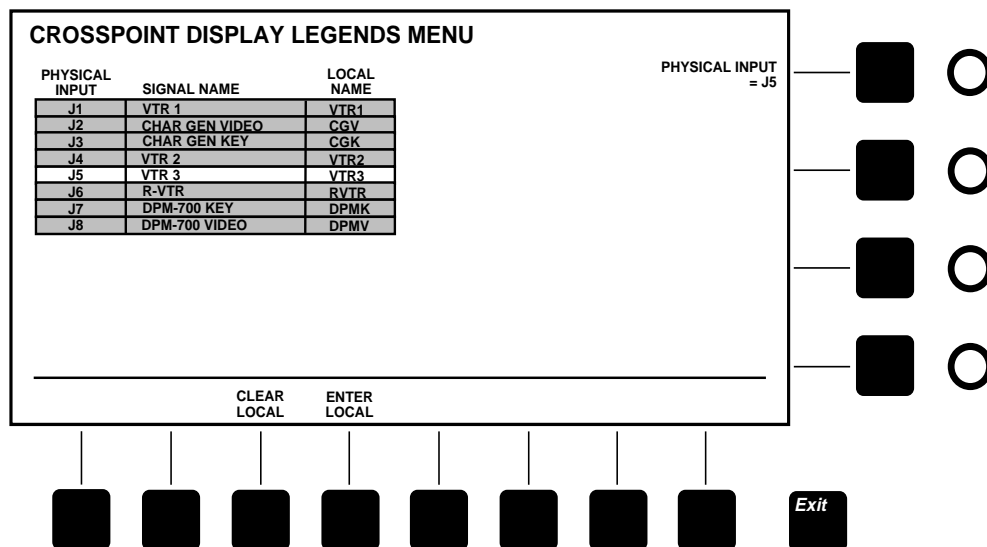 CROSSPOINT DISPLAY LEGENDS MENU
PHYSICAL INPUT
= J5
PHYSICAL INPUT SIGNAL NAME LOCAL NAME
J1 VTR 1 VTR1
J2 CHAR GEN VIDEO CGV
J3 CHAR GEN KEY CGK
J4 VTR 2 VTR2
J5 VTR 3 VTR3
J6 R-VTR RVTR
J7 DPM-700 KEY DPMK
J8 DPM-700 VIDEO DPMV
CLEAR LOCAL
ENTER LOCAL
Exit